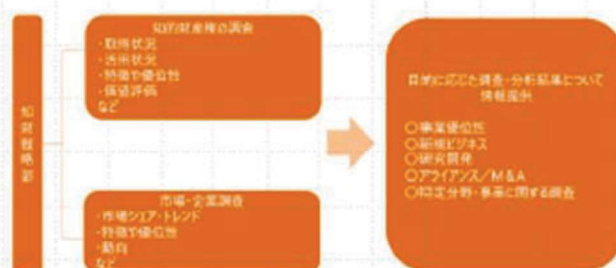 知財戦略部
知的財産権の調査
・取得状況
・活用状況
・特徴や優位性
・価値評価
など
市場・企業調査
・市場シェア・トレンド
・特徴や優位性
・動向
など
目的に応じた調査・分析結果について
情報提供
○事業優位性
○新規ビジネス
○研究開発
○アライアンス／M&A
○特定分野・事業に関する調査